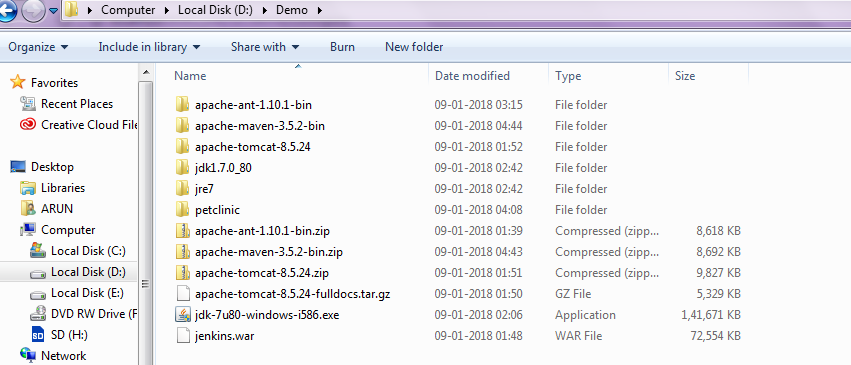 Computer Local Disk (D:) Demo
Organize Include in library Share with Burn New folder
Favorites
Recent Places
Creative Cloud File
Desktop
Libraries
ARUN
Computer
Local Disk (C:)
Local Disk (D:)
Local Disk (E:)
DVD RW Drive (F
SD (H:)
Network
Name Date modified Type Size
apache-ant-1.10.1-bin 09-01-2018 03:15 File folder
apache-maven-3.5.2-bin 09-01-2018 04:44 File folder
apache-tomcat-8.5.24 09-01-2018 01:52 File folder
jdk1.7.0_80 09-01-2018 02:42 File folder
jre7 09-01-2018 02:42 File folder
petclinic 09-01-2018 04:08 File folder
apache-ant-1.10.1-bin.zip 09-01-2018 01:39 Compressed (zipp... 8,618 KB
apache-maven-3.5.2-bin.zip 09-01-2018 04:43 Compressed (zipp... 8,692 KB
apache-tomcat-8.5.24.zip 09-01-2018 01:51 Compressed (zipp... 9,827 KB
apache-tomcat-8.5.24-fulldocs.tar.gz 09-01-2018 01:50 GZ File 5,329 KB
jdk-7u80-windows-i586.exe 09-01-2018 02:06 Application 1,41,671 KB
jenkins.war 09-01-2018 01:48 WAR File 72,554 KB